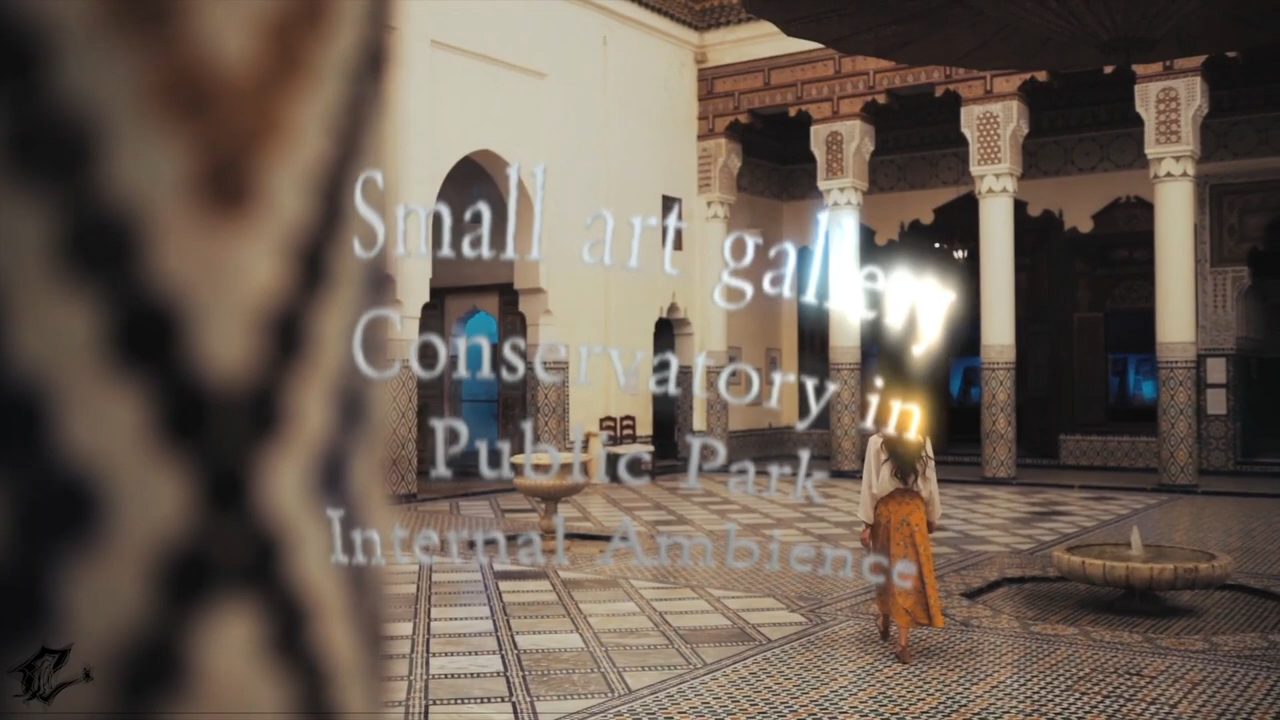 Small art gallery
Conservatory in
Public Park
Internal Ambience